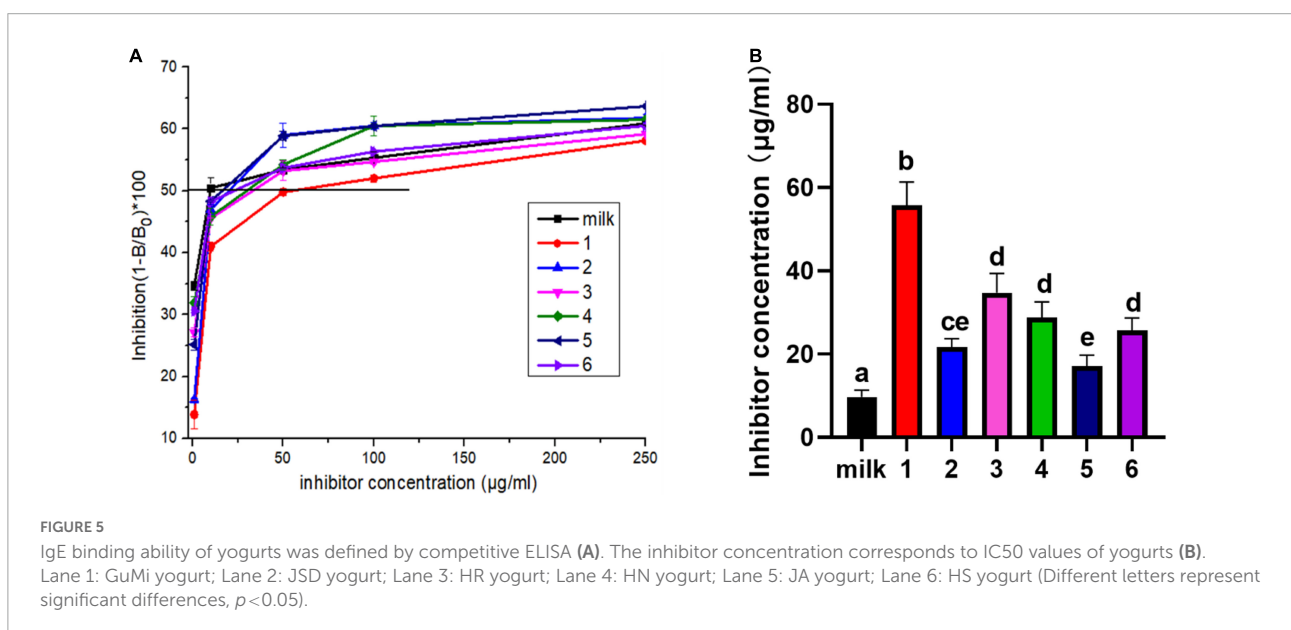 A
70
60
50
40
30
20
10
Inhibition(1-B/B₀)*100
0
50
100
150
200
250
inhibitor concentration (µg/ml)
milk
1
2
3
4
5
6
B
Inhibitor concentration (µg/ml)
80
60
40
20
0
a
b
ce
d
d
e
d
milk 1 2 3 4 5 6
FIGURE 5
IgE binding ability of yogurts was defined by competitive ELISA (A). The inhibitor concentration corresponds to IC50 values of yogurts (B).
Lane 1: GuMi yogurt; Lane 2: JSD yogurt; Lane 3: HR yogurt; Lane 4: HN yogurt; Lane 5: JA yogurt; Lane 6: HS yogurt (Different letters represent
significant differences, p<0.05).